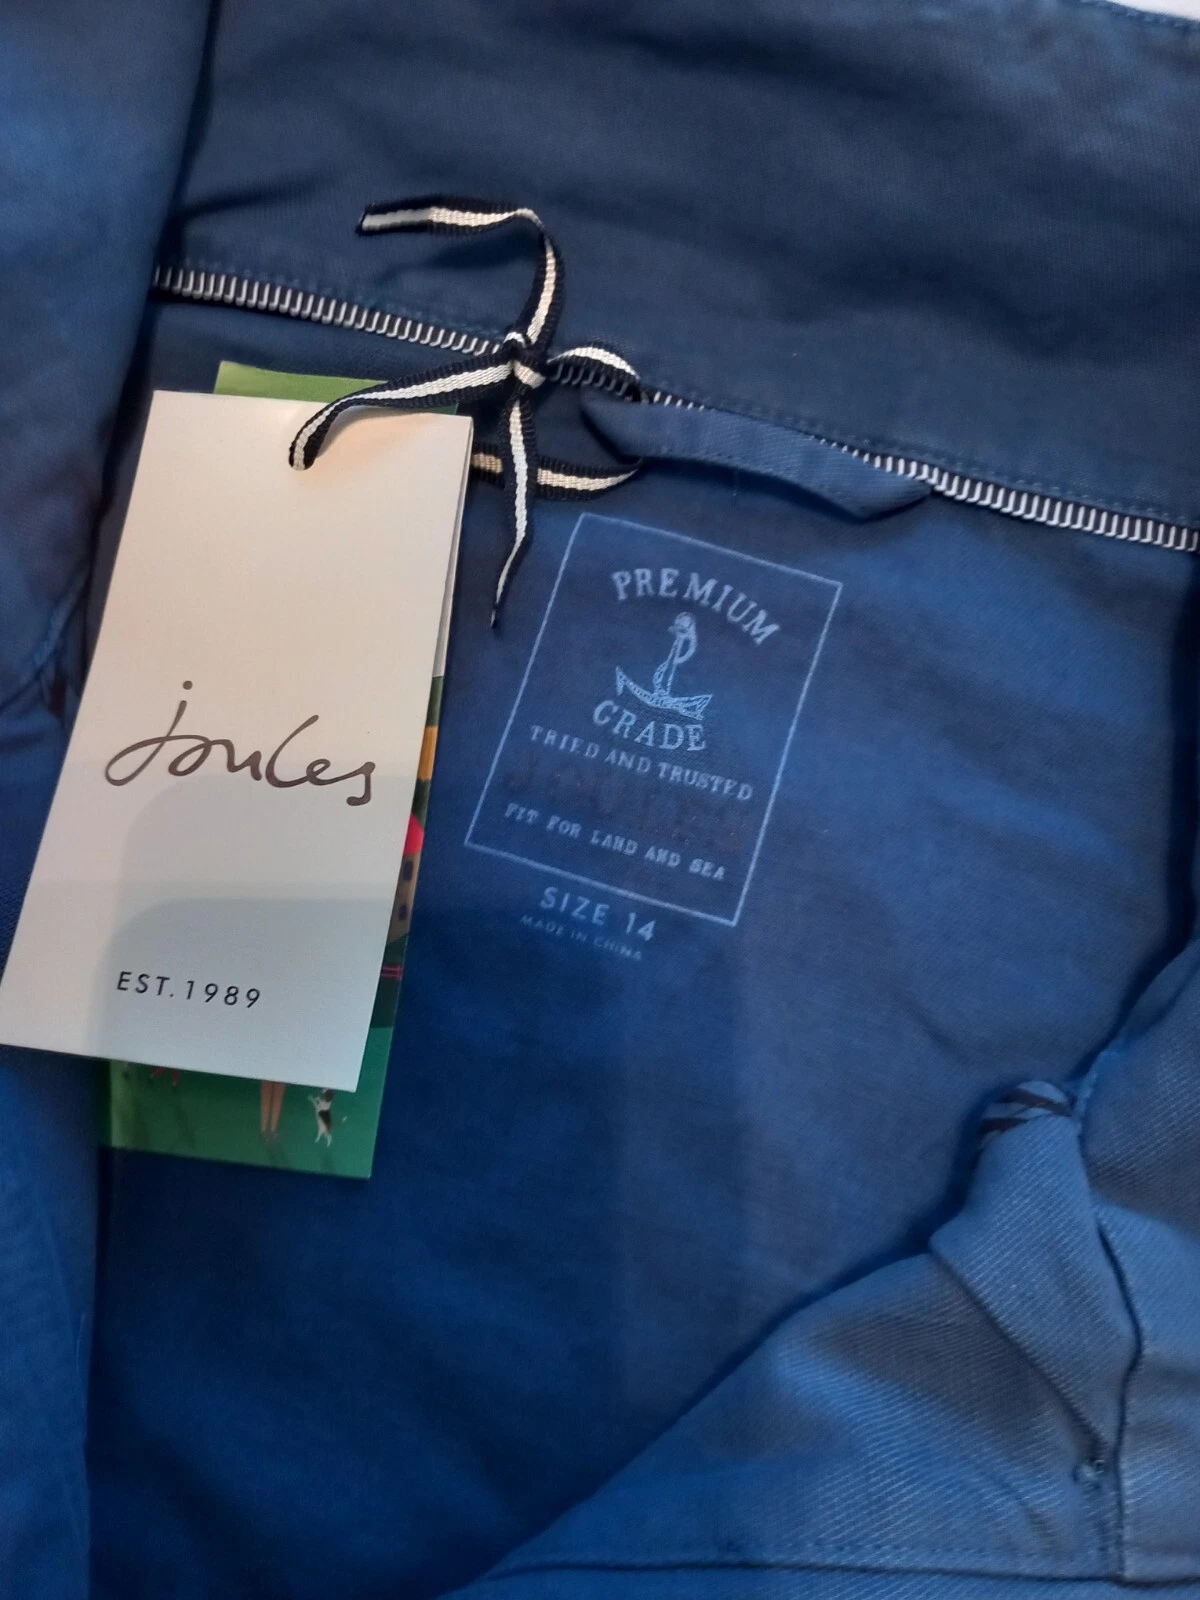 joules
EST. 1989
PREMIUM
GRADE
TRIED AND TRUSTED
FIT FOR LAND AND SEA
SIZE 14
MADE IN CHINA